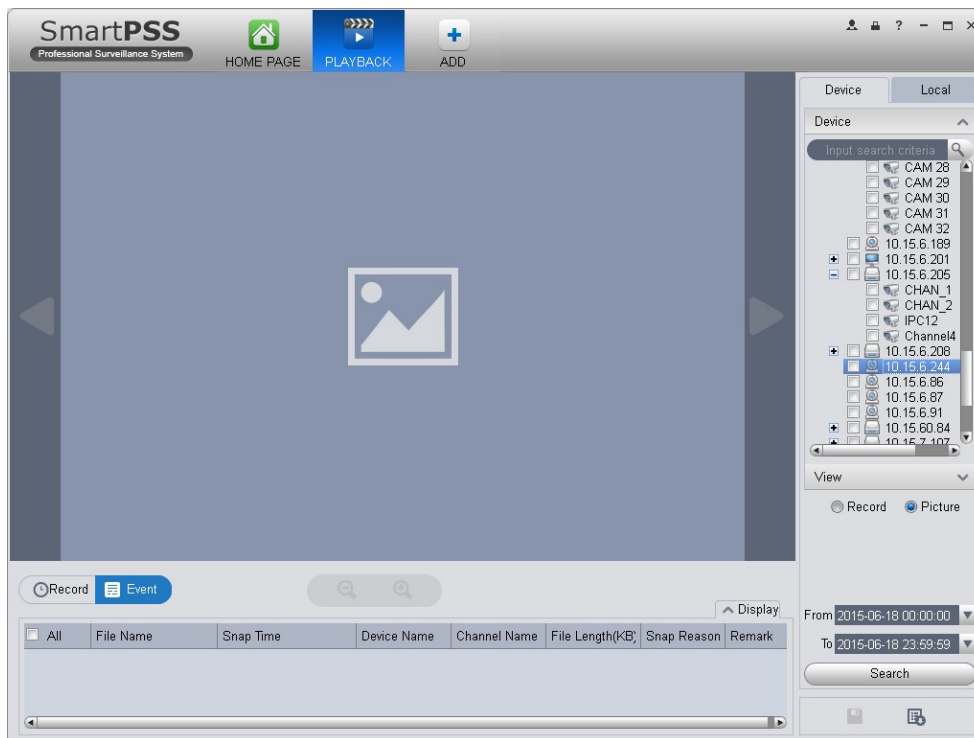 SmartPSS
Professional Surveillance System
HOME PAGE
PLAYBACK
ADD
?
Device
Local
Device
Input search criteria
CAM 28
CAM 29
CAM 30
CAM 31
CAM 32
10.15.6.189
10.15.6.201
10.15.6.205
CHAN_1
CHAN_2
IPC12
Channel4
10.15.6.208
10.15.6.244
10.15.6.86
10.15.6.87
10.15.6.91
10.15.60.84
10.15.7.107
View
Record
Picture
Record
Event
Display
All
File Name
Snap Time
Device Name
Channel Name
File Length(KB)
Snap Reason
Remark
From 2015-06-18 00:00:00
To 2015-06-18 23:59:59
Search